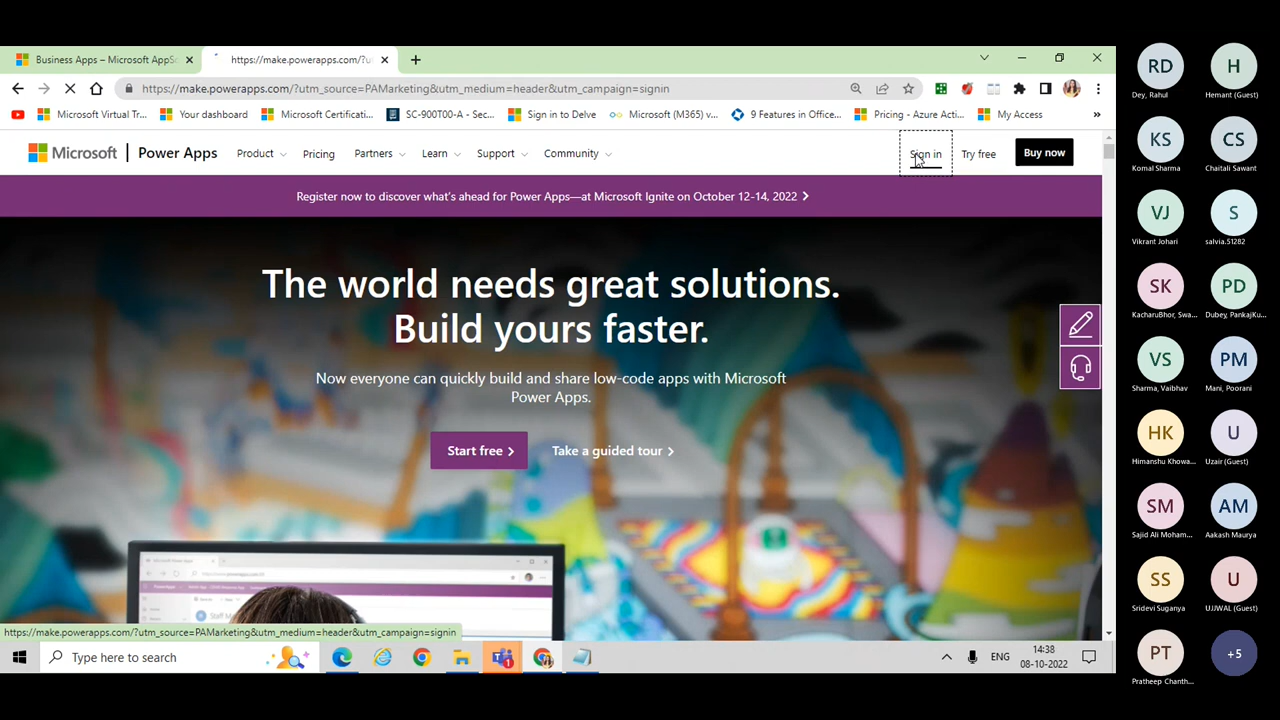 Business Apps – Microsoft AppSo
https://make.powerapps.com/?u
https://make.powerapps.com/?utm_source=PAMarketing&utm_medium=header&utm_campaign=signin
Microsoft Virtual Tr...
Your dashboard
Microsoft Certificati...
SC-900T00-A - Sec...
Sign in to Delve
Microsoft (M365) v...
9 Features in Office...
Pricing - Azure Acti...
My Access
»
Microsoft | Power Apps
Product
Pricing
Partners
Learn
Support
Community
Sign in
Try free
Buy now
Register now to discover what's ahead for Power Apps—at Microsoft Ignite on October 12-14, 2022
The world needs great solutions.
Build yours faster.
Now everyone can quickly build and share low-code apps with Microsoft
Power Apps.
Start free
Take a guided tour
https://make.powerapps.com/?utm_source=PAMarketing&utm_medium=header&utm_campaign=signin
Type here to search
ENG
14:38
08-10-2022
RD
Dey, Rahul
H
Hemant (Guest)
KS
Komal Sharma
CS
Chaitali Sawant
VJ
Vikrant Johari
S
salvia.51282
SK
KacharuBhor, Swa...
PD
Dubey, PankajKu...
VS
Sharma, Vaibhav
PM
Mani, Poorani
HK
Himanshu Khowa...
U
Uzair (Guest)
SM
Sajid Ali Moham...
AM
Aakash Maurya
SS
Sridevi Suganya
U
UJJWAL (Guest)
PT
Pratheep Chanth...
+5